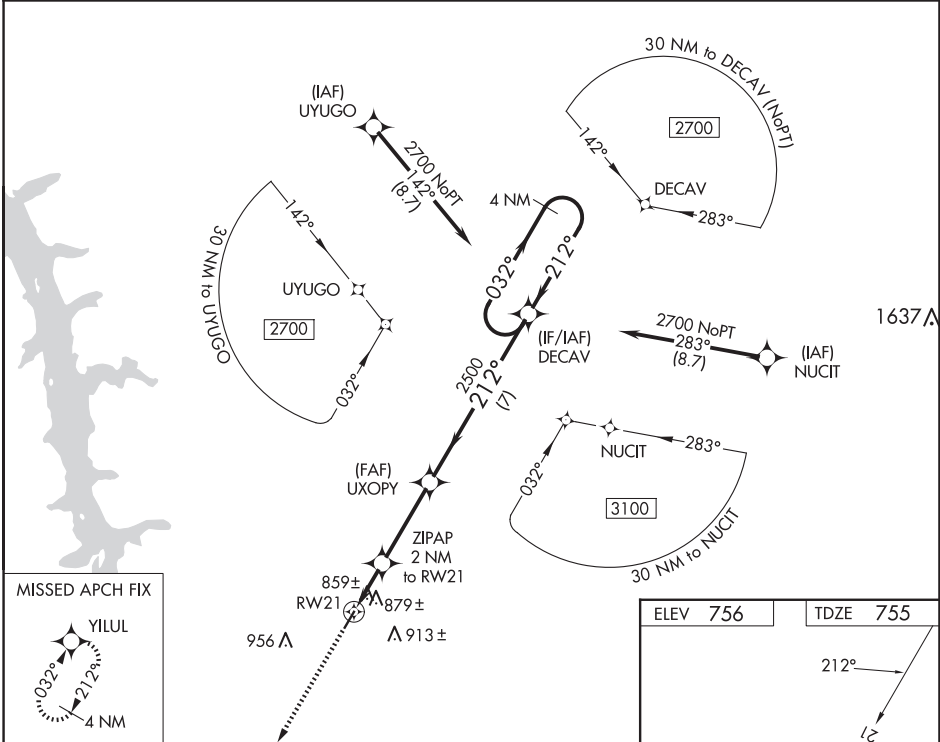 30 NM to DECAV (NoPT)
2700
142°
DECAV
283°
(IAF)
UYUGO
2700 NoPT
142°
(8.7)
4 NM
032°
212°
30 NM to UYUGO
142°
UYUGO
2700
032°
(IF/IAF)
DECAV
2700 NoPT
283°
(8.7)
(IAF)
NUCIT
1637
2500
212°
(7)
NUCIT
283°
032°
3100
30 NM to NUCIT
(FAF)
UXOPY
ZIPAP
2 NM
to RW21
859±
RW21
879±
956
913±
MISSED APCH FIX
YILUL
032°
212°
4 NM
ELEV 756
TDZE 755
212°
21